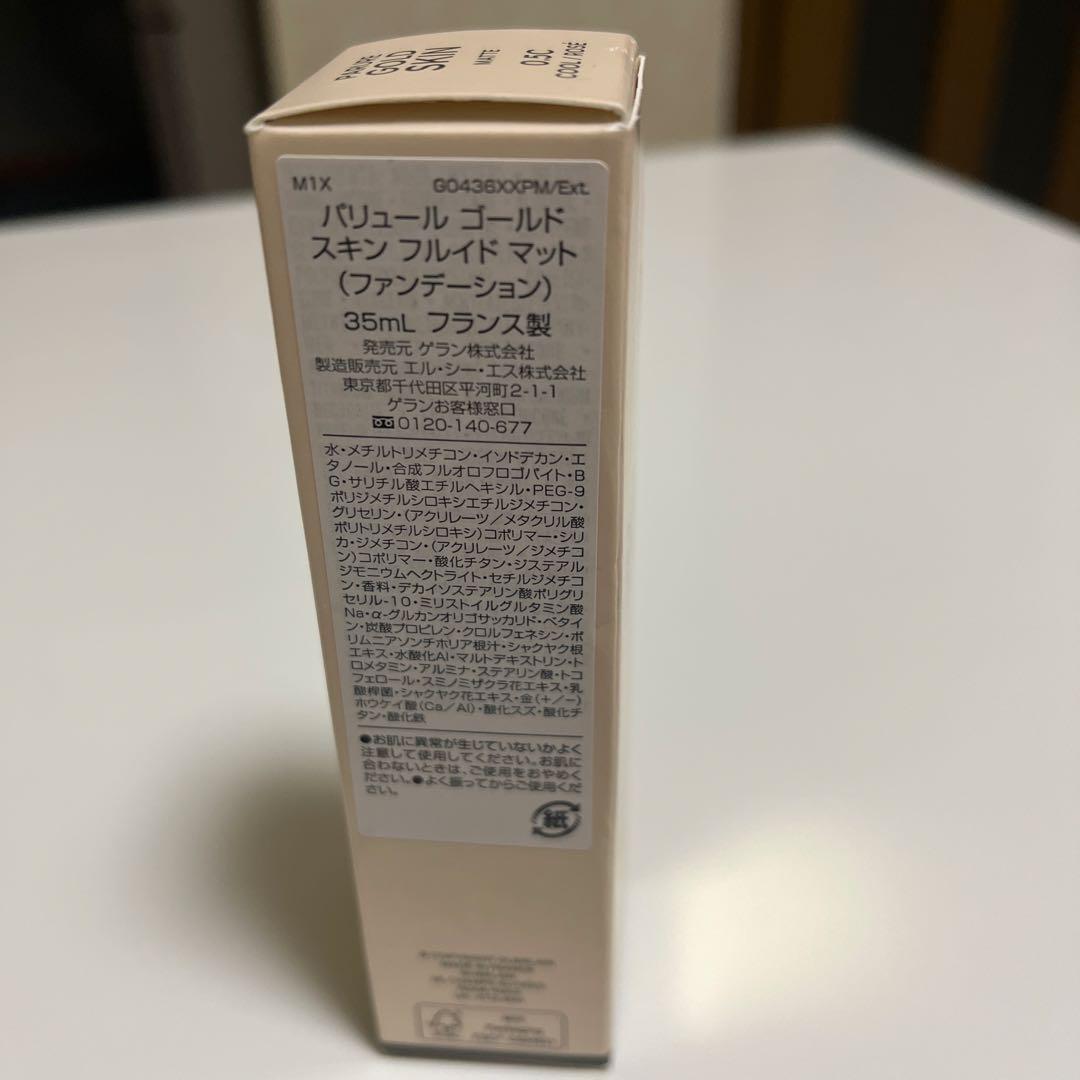 GOLD
SKIN
MATTE
0.5C
COOL / ROSÉ
M1X G0436XXPM/Ext.
パリュール ゴールド
スキン フルイド マット
(ファンデーション)
35mL フランス製
発売元 ゲラン株式会社
製造販売元 エル・シー・エス株式会社
東京都千代田区平河町2-1-1
ゲランお客様窓口
0120-140-677
水・メチルトリメチコン・イソドデカン・エ
タノール・合成フルオロフロゴパイト・B
G・サリチル酸エチルヘキシル・PEG-9
ポリジメチルシロキシエチルジメチコン・
グリセリン・(アクリレーツ/メタクリル酸
ポリトリメチルシロキシ)コポリマー・シリ
カ・ジメチコン・(アクリレーツ/ジメチコ
ン)コポリマー・酸化チタン・ジステアル
ジモニウムヘクトライト・セチルジメチコ
ン・香料・デカイソステアリン酸ポリグリ
セリル-10・ミリストイルグルタミン酸
Na・α-グルカンオリゴサッカリド・ベタイ
ン・炭酸プロピレン・クロルフェネシン・ポ
リムニアソンチホリア根汁・シャクヤク根
エキス・水酸化Al・マルトデキストリン・ト
ロメタミン・アルミナ・ステアリン酸・トコ
フェロール・スミノミザクラ花エキス・乳
酸桿菌・シャクヤク花エキス・金(+/-)
ホウケイ酸(Ca/Al)・酸化スズ・酸化チ
タン・酸化鉄
●お肌に異常が生じていないかよく
注意して使用してください。お肌に
合わないときは、ご使用をおやめく
ださい。●よく振ってからご使用くだ
さい。
紙